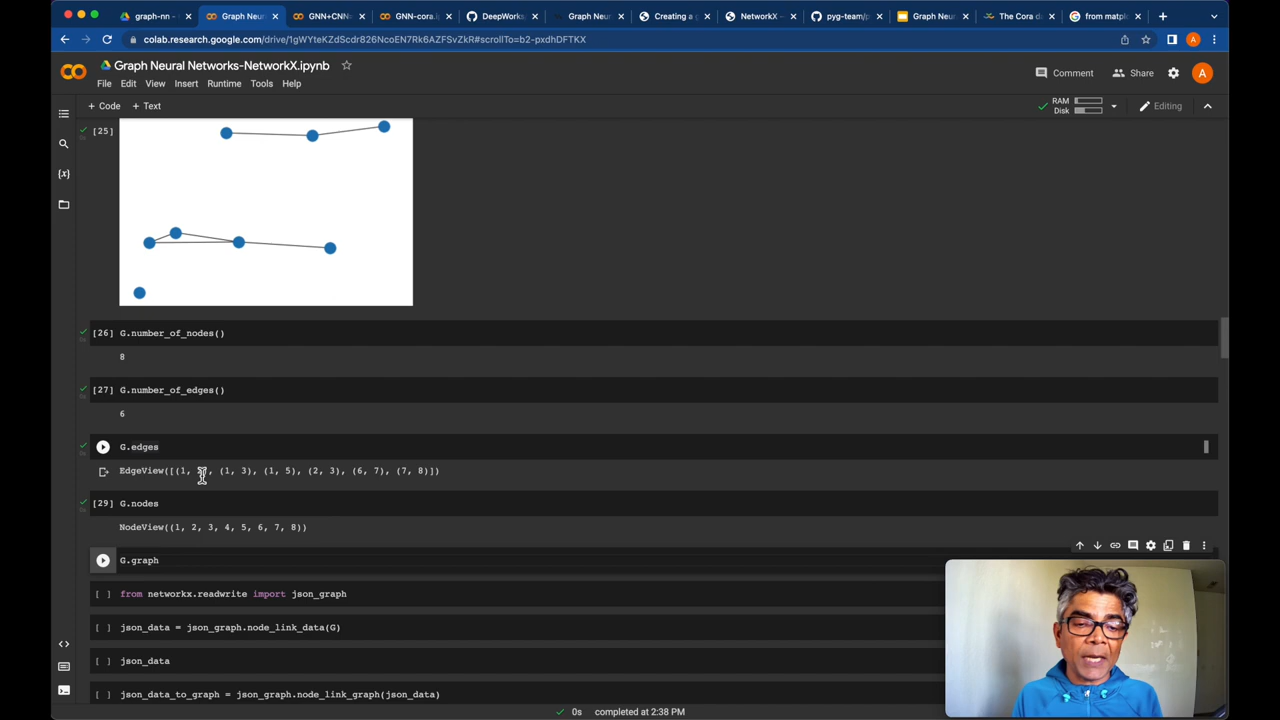 graph-nn -
Graph Neur
GNN+CNN-
GNN-cora.i
DeepWorks
Graph Neur
Creating a g
NetworkX –
pyg-team/p
Graph Neur
The Cora da
from matpl
colab.research.google.com/drive/1gWYteKZdScdr826NcoEN7Rk6AZFSvZkR#scrollTo=b2-pxdhDFTKX
A
Graph Neural Networks-NetworkX.ipynb
Comment
Share
A
File Edit View Insert Runtime Tools Help
+ Code + Text
RAM
Disk
Editing
[25]
[26] G.number_of_nodes()
8
[27] G.number_of_edges()
6
G.edges
EdgeView([(1, , (1, 3), (1, 5), (2, 3), (6, 7), (7, 8)])
[29] G.nodes
NodeView((1, 2, 3, 4, 5, 6, 7, 8))
G.graph
[ ] from networkx.readwrite import json_graph
[ ] json_data = json_graph.node_link_data(G)
[ ] json_data
[ ] json_data_to_graph = json_graph.node_link_graph(json_data)
0s completed at 2:38 PM